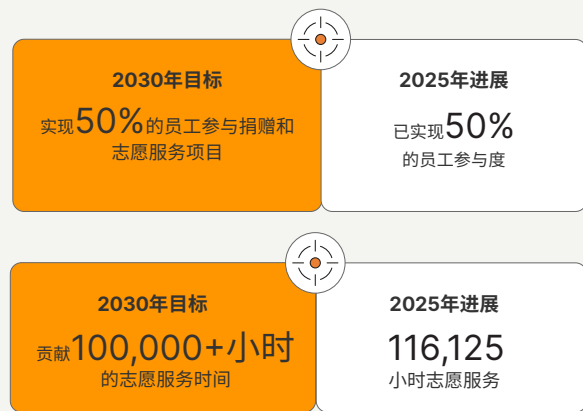 2030年目标
实现50%的员工参与捐赠和
志愿服务项目
2025年进展
已实现50%
的员工参与度
2030年目标
贡献100,000+小时
的志愿服务时间
2025年进展
116,125
小时志愿服务